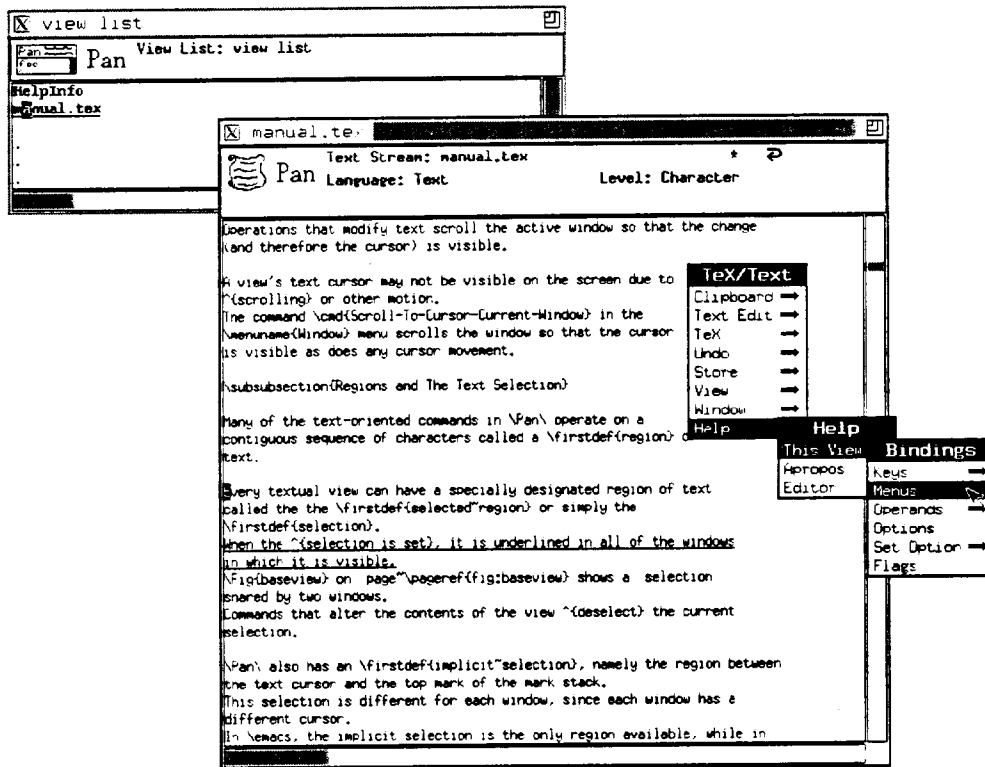 view list
Pan View List: view list
HelpInfo
manual.tex
.
.
.
manual.te
Pan
Text Stream: manual.tex *
Language: Text Level: Character
Operations that modify text scroll the active window so that the change
(and therefore the cursor) is visible.
A view's text cursor may not be visible on the screen due to
^{scrolling} or other motion.
The command \cmd{Scroll-To-Cursor-Current-Window} in the
\menuname{Window} menu scrolls the window so that the cursor
is visible as does any cursor movement.
\subsubsection{Regions and The Text Selection}
Many of the text-oriented commands in \Pan\ operate on a
contiguous sequence of characters called a \firstdef{region} o
text.
Every textual view can have a specially designated region of text
called the the \firstdef{selected~region} or simply the
\firstdef{selection}.
When the ^{selection is set}, it is underlined in all of the windows
in which it is visible.
\Fig{baseview} on page~\pageref{fig:baseview} shows a selection
shared by two windows.
Commands that alter the contents of the view ^{deselect} the current
selection.
\Pan\ also has an \firstdef{implicit~selection}, namely the region between
the text cursor and the top mark of the mark stack.
This selection is different for each window, since each window has a
different cursor.
In \emacs, the implicit selection is the only region available, while in
TeX/Text
Clipboard →
Text Edit →
TeX →
Undo →
Store →
View →
Window →
Help
Help
This View
Apropos
Editor
Bindings
Keys →
Menus
Operands →
Options
Set Option →
Flags